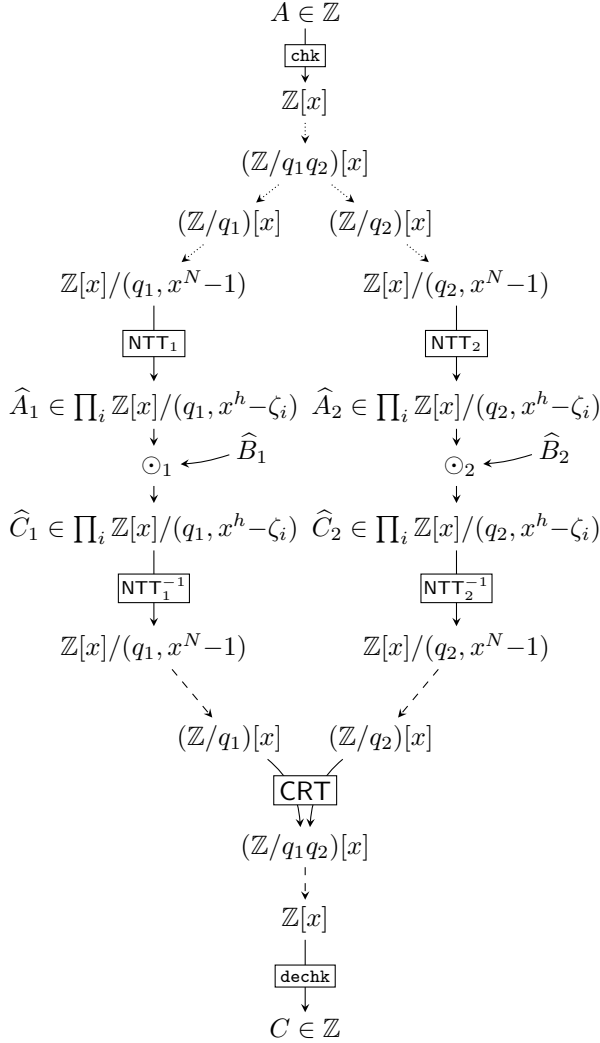 A ∈ ℤ
chk
ℤ[x]
(ℤ/q₁q₂)[x]
(ℤ/q₁)[x] (ℤ/q₂)[x]
ℤ[x]/(q₁, x^N−1) ℤ[x]/(q₂, x^N−1)
NTT₁ NTT₂
Â₁ ∈ ∏ᵢ ℤ[x]/(q₁, x^h−ζᵢ) Â₂ ∈ ∏ᵢ ℤ[x]/(q₂, x^h−ζᵢ)
⊙₁ B̂₁ ⊙₂ B̂₂
Ĉ₁ ∈ ∏ᵢ ℤ[x]/(q₁, x^h−ζᵢ) Ĉ₂ ∈ ∏ᵢ ℤ[x]/(q₂, x^h−ζᵢ)
NTT₁⁻¹ NTT₂⁻¹
ℤ[x]/(q₁, x^N−1) ℤ[x]/(q₂, x^N−1)
(ℤ/q₁)[x] (ℤ/q₂)[x]
CRT
(ℤ/q₁q₂)[x]
ℤ[x]
dechk
C ∈ ℤ